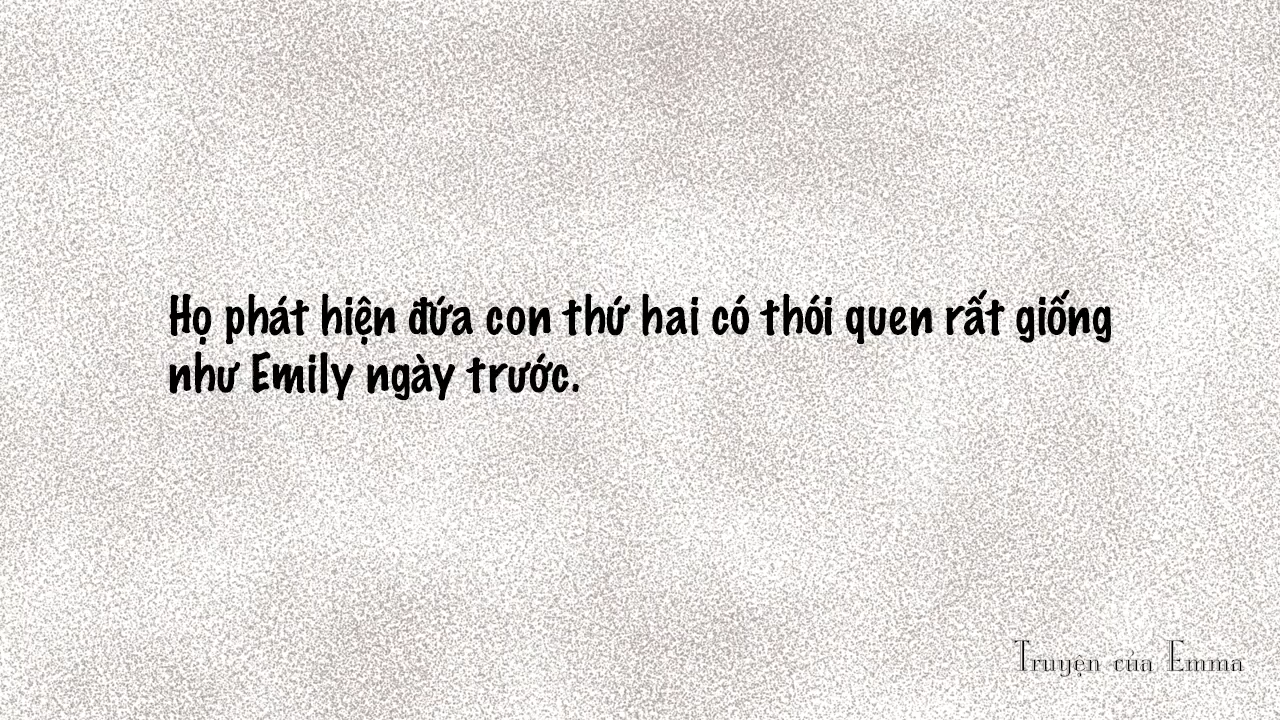 Họ phát hiện đứa con thứ hai có thói quen rất giống
như Emily ngày trước.
Truyện của Emma